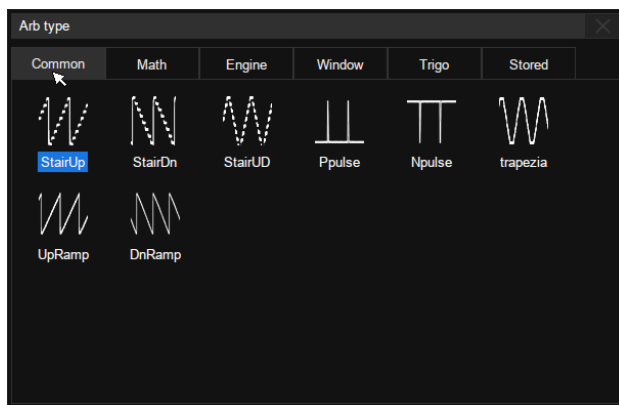 Arb type
Common Math Engine Window Trigo Stored
StairUp StairDn StairUD Ppulse Npulse trapezia
UpRamp DnRamp